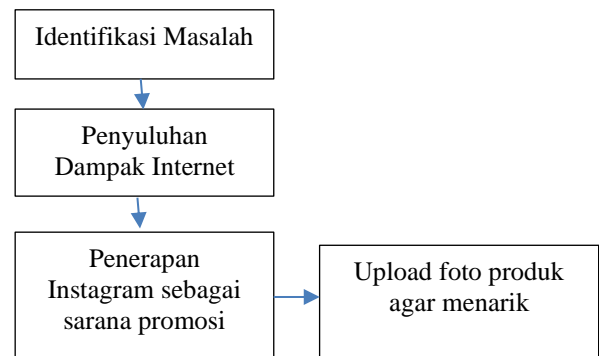 Identifikasi Masalah
Penyuluhan
Dampak Internet
Penerapan
Instagram sebagai
sarana promosi
Upload foto produk
agar menarik